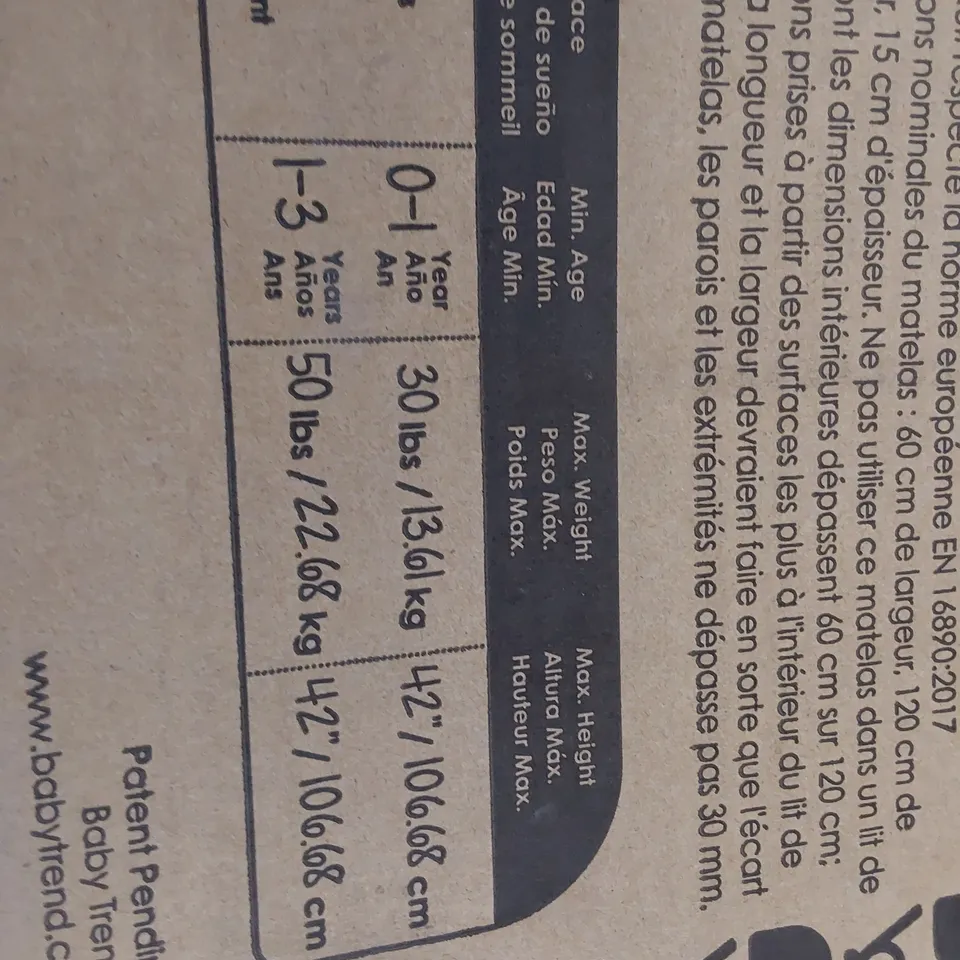 norme européenne EN 16890:2017
ons nominales du matelas : 60 cm de largeur, 120 cm de
r, 15 cm d'épaisseur. Ne pas utiliser ce matelas dans un lit de
ont les dimensions intérieures dépassent 60 cm sur 120 cm;
ons prises à partir des surfaces les plus à l'intérieur du lit de
a longueur et la largeur devraient faire en sorte que l'écart
matelas, les parois et les extrémités ne dépasse pas 30 mm.
ace Min. Age Max. Weight Max. Height
de sueño Edad Mín. Peso Máx. Altura Máx.
e sommeil Âge Min. Poids Max. Hauteur Max.
0-1 Year Año An 30 lbs / 13.61 kg 42" / 106.68 cm
1-3 Years Años Ans 50 lbs / 22.68 kg 42" / 106.68 cm
nt
Patent Pendin
Baby Tren
www.babytrend.c